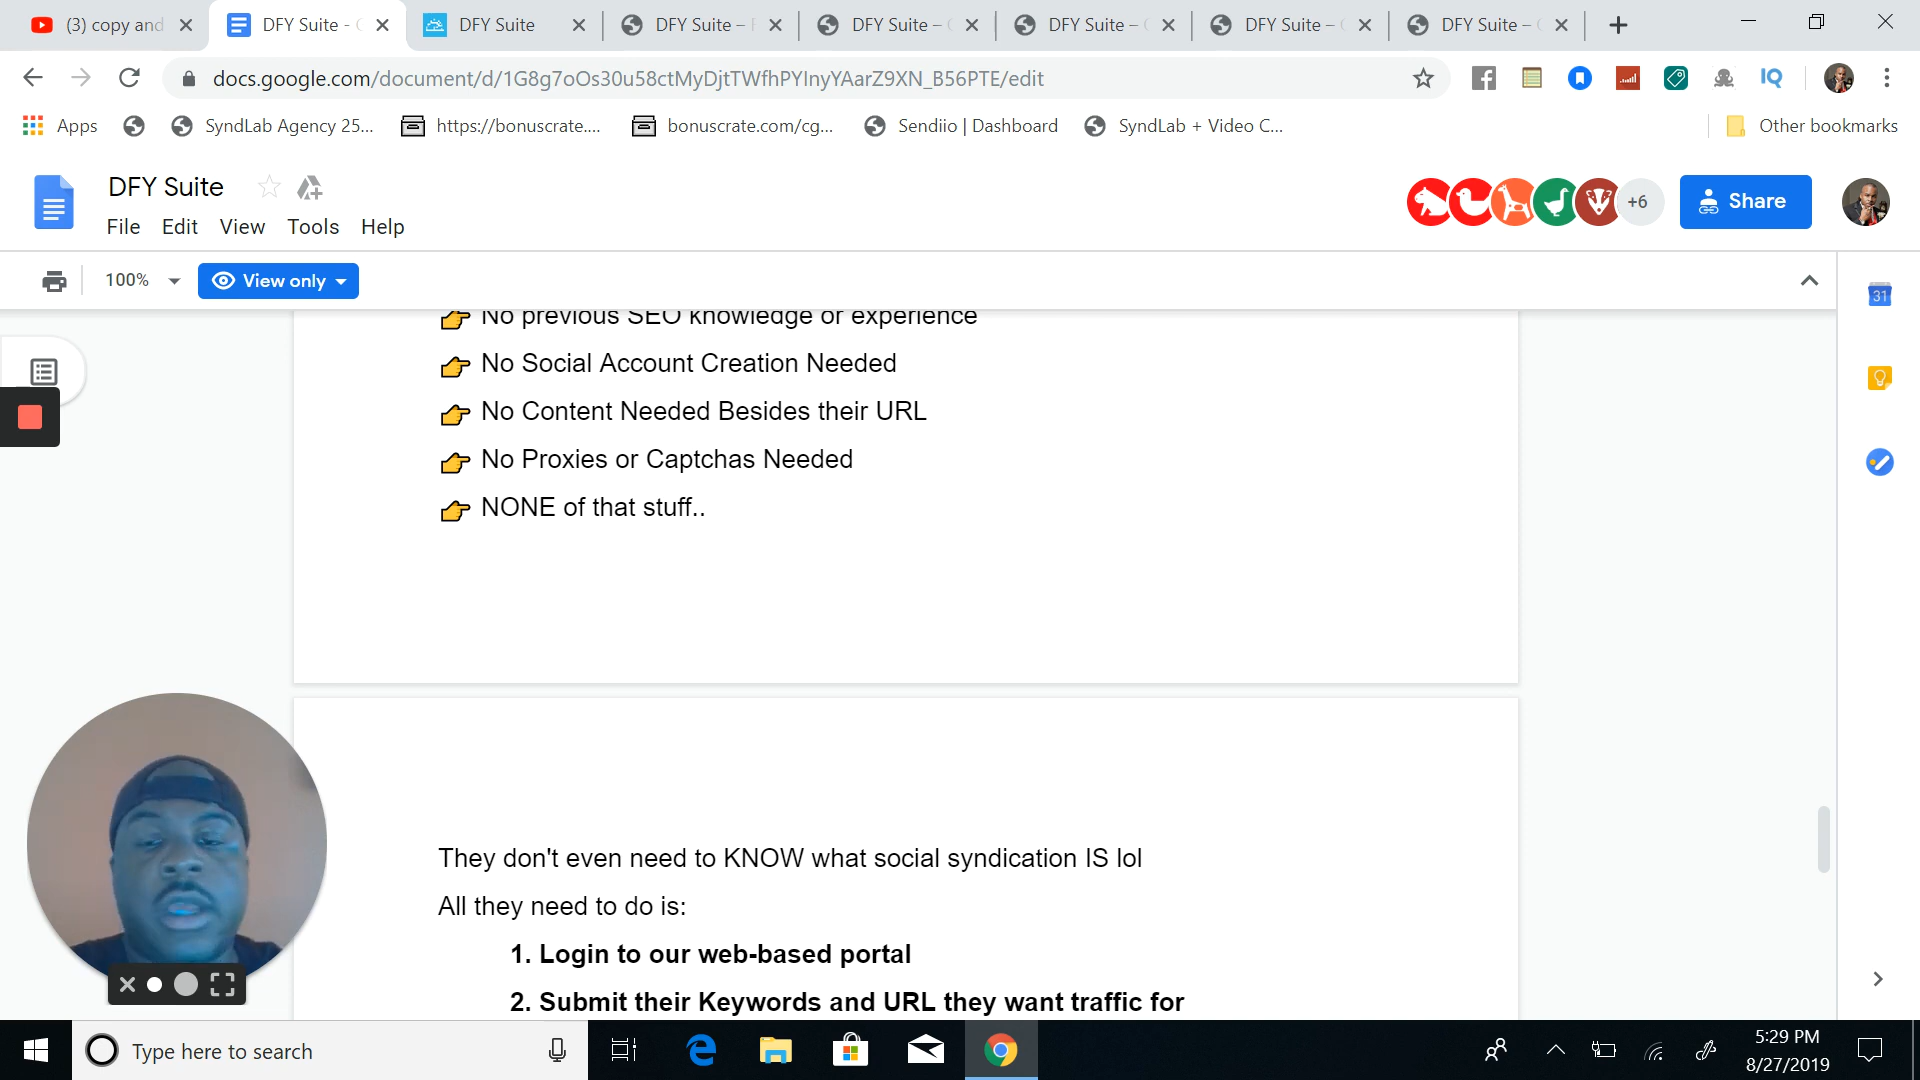 (3) copy and
DFY Suite -
DFY Suite
DFY Suite –
DFY Suite –
DFY Suite –
DFY Suite –
DFY Suite –
docs.google.com/document/d/1G8g7oOs30u58ctMyDjtTWfhPYInyYAarZ9XN_B56PTE/edit
IQ
Apps
SyndLab Agency 25...
https://bonuscrate....
bonuscrate.com/cg...
Sendiio | Dashboard
SyndLab + Video C...
Other bookmarks
DFY Suite
File Edit View Tools Help
+6
Share
100%
View only
31
No previous SEO knowledge or experience
No Social Account Creation Needed
No Content Needed Besides their URL
No Proxies or Captchas Needed
NONE of that stuff..
They don't even need to KNOW what social syndication IS lol
All they need to do is:
1. Login to our web-based portal
2. Submit their Keywords and URL they want traffic for
Type here to search
5:29 PM
8/27/2019